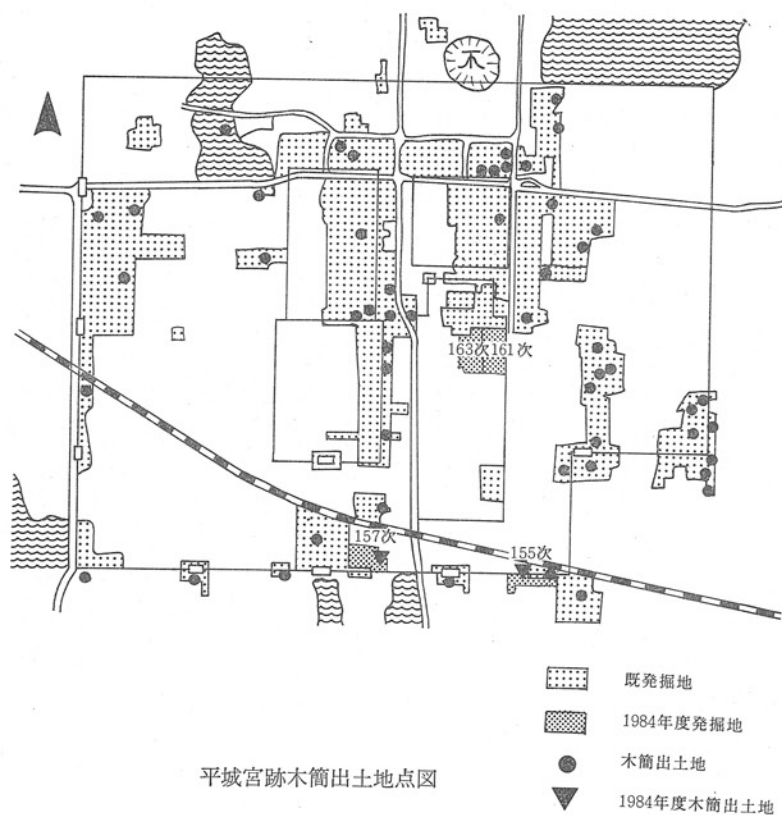 163次 161次
157次
155次
既発掘地
1984年度発掘地
木簡出土地
1984年度木簡出土地
平城宮跡木簡出土地点図